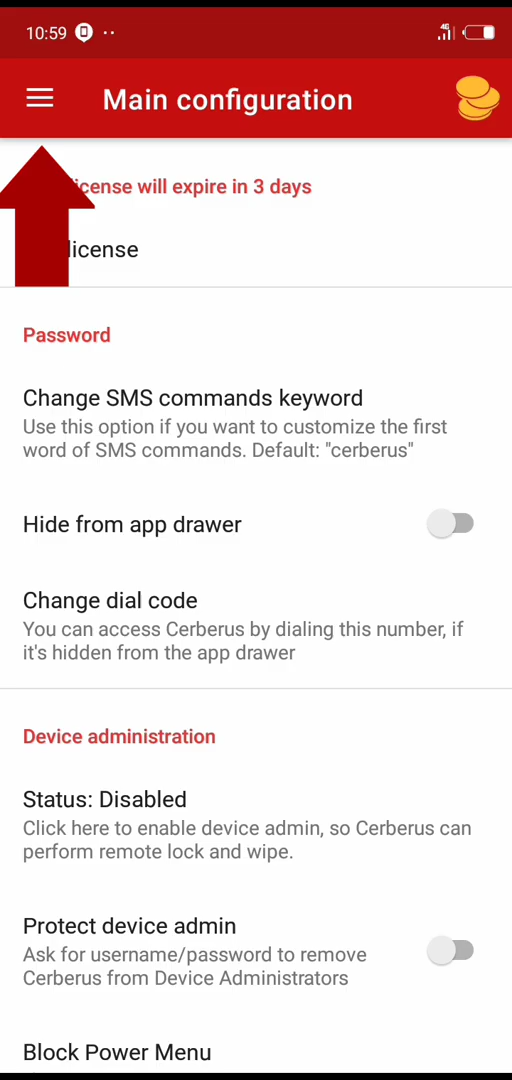 10:59
4G
Main configuration
license will expire in 3 days
license
Password
Change SMS commands keyword
Use this option if you want to customize the first
word of SMS commands. Default: "cerberus"
Hide from app drawer
Change dial code
You can access Cerberus by dialing this number, if
it's hidden from the app drawer
Device administration
Status: Disabled
Click here to enable device admin, so Cerberus can
perform remote lock and wipe.
Protect device admin
Ask for username/password to remove
Cerberus from Device Administrators
Block Power Menu